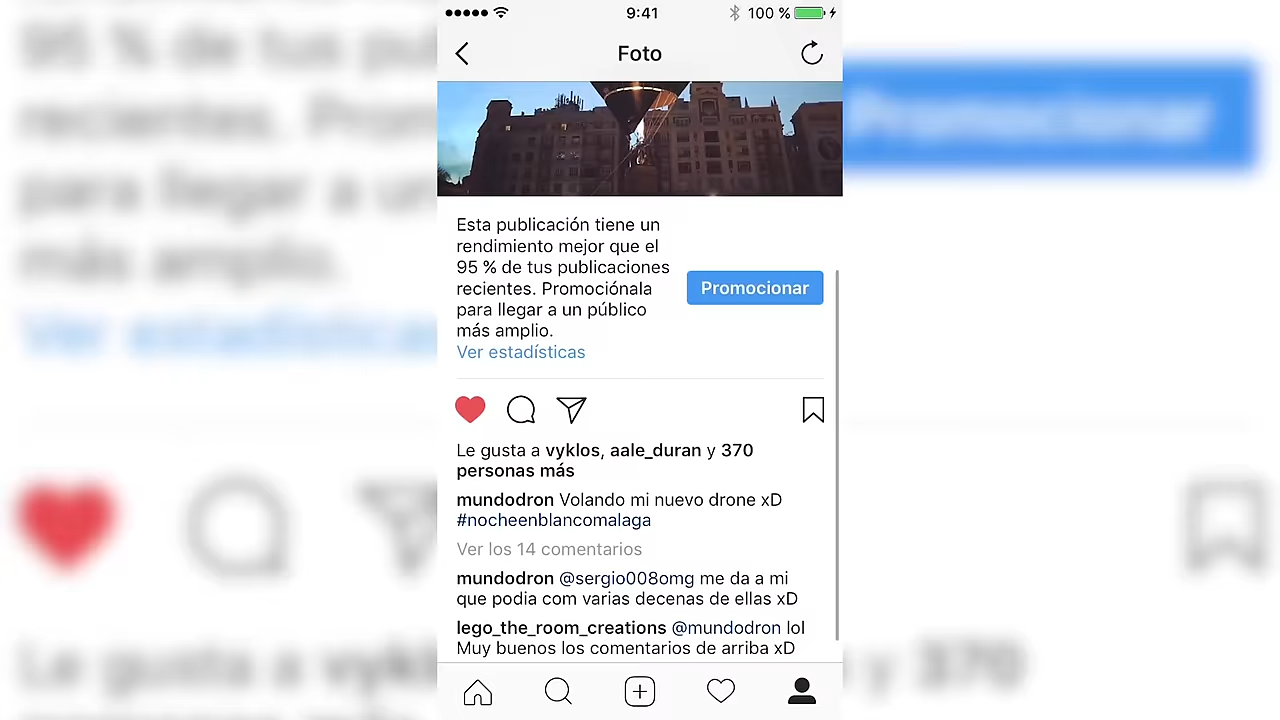 9:41
100 %
Foto
Esta publicación tiene un
rendimiento mejor que el
95 % de tus publicaciones
recientes. Promociónala
para llegar a un público
más amplio.
Ver estadísticas
Promocionar
Le gusta a vyklos, aale_duran y 370
personas más
mundodron Volando mi nuevo drone xD
#nocheenblancomalaga
Ver los 14 comentarios
mundodron @sergio008omg me da a mi
que podia com varias decenas de ellas xD
lego_the_room_creations @mundodron lol
Muy buenos los comentarios de arriba xD